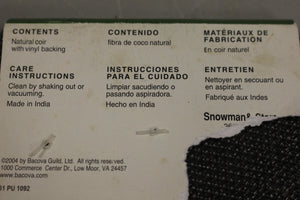 CONTENTS
Natural coir
with vinyl backing
CONTENIDO
fibra de coco natural
MATÉRIAUX DE
FABRICATION
En coir naturel
CARE
INSTRUCTIONS
Clean by shaking out or
vacuuming.
Made in India
INSTRUCCIONES
PARA EL CUIDADO
Limpiar sacudiendo o
pasando aspiradora.
Hecho en India
ENTRETIEN
Nettoyer en secouant ou
en aspirant.
Fabriqué aux Indes
Snowman&
©2004 by Bacova Guild, Ltd. All rights reserved.
1000 Commerce Center Dr, Low Moor, VA 24457
www.bacova.com
01 PU 1092